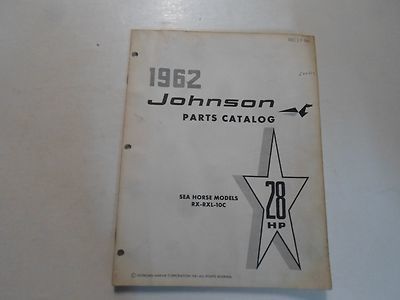 1962
Johnson
PARTS CATALOG
SEA HORSE MODELS
RX-RXL-10C
28
HP